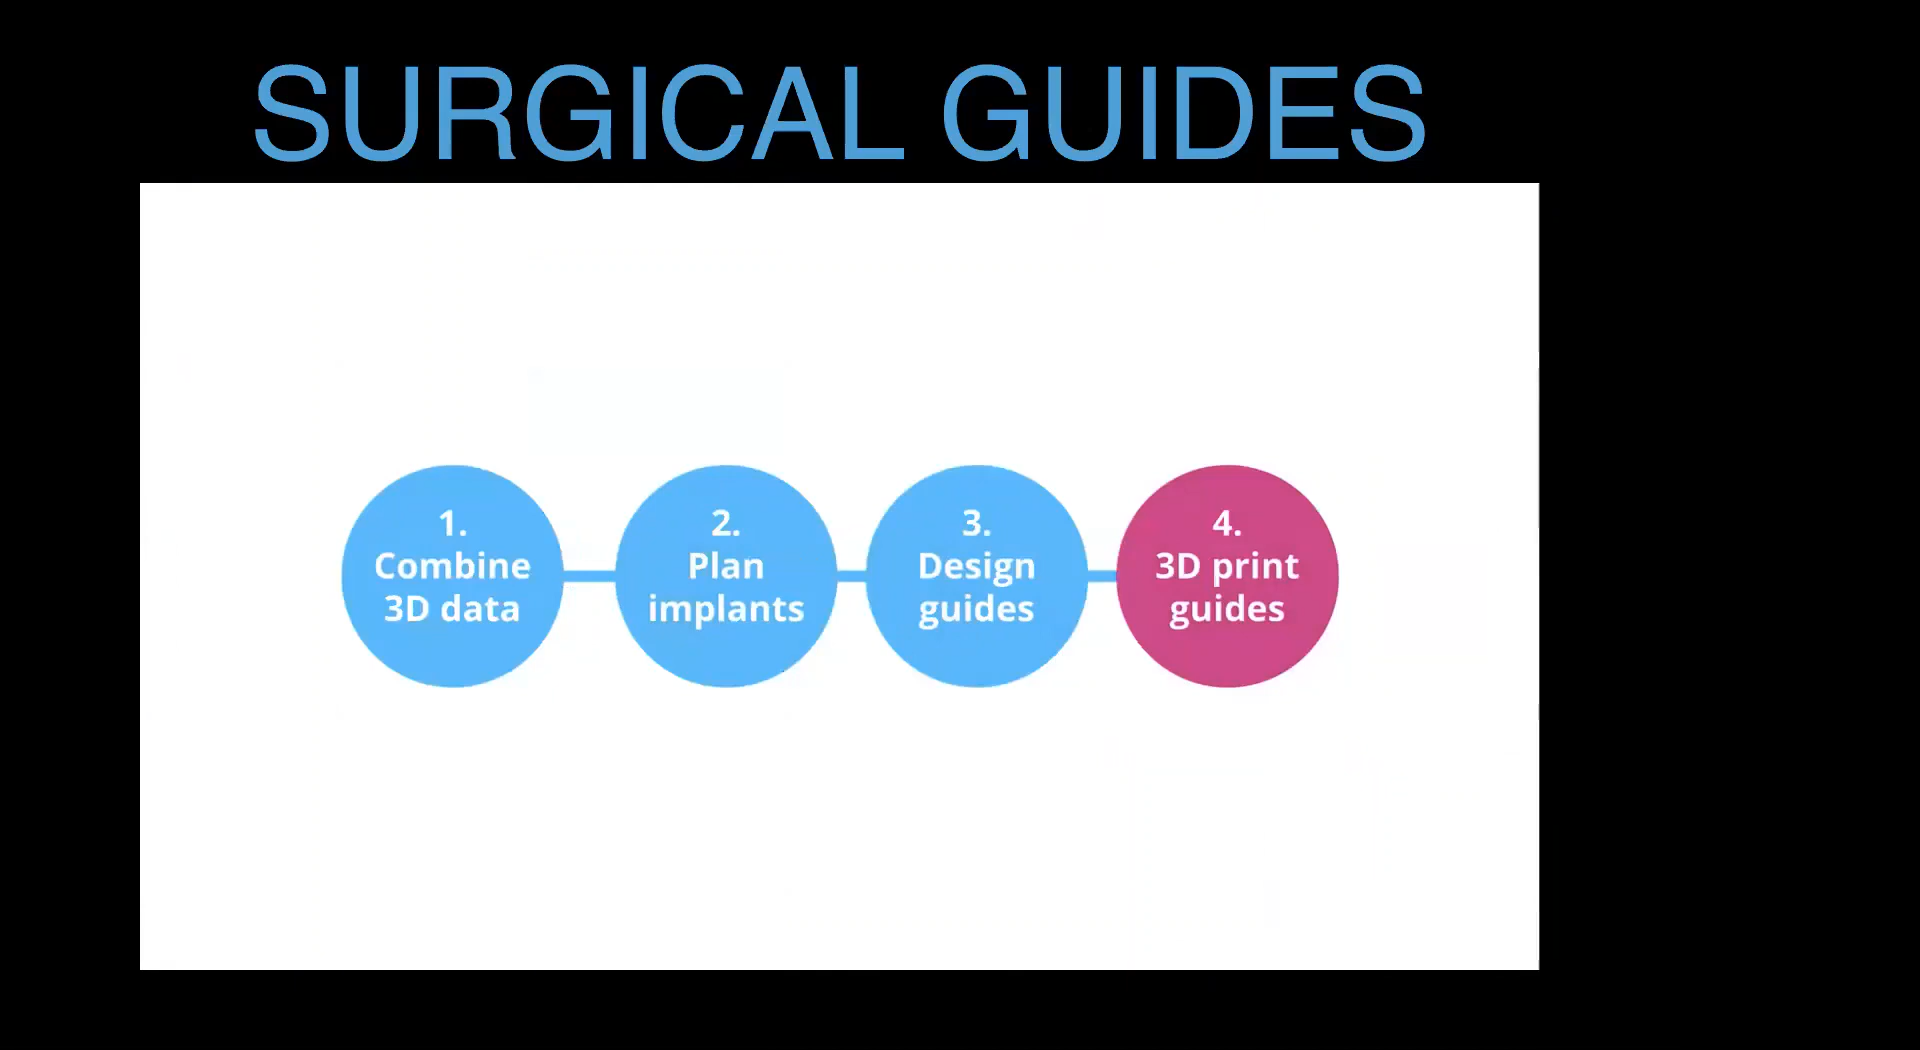 SURGICAL GUIDES
1.
Combine
3D data
2.
Plan
implants
3.
Design
guides
4.
3D print
guides